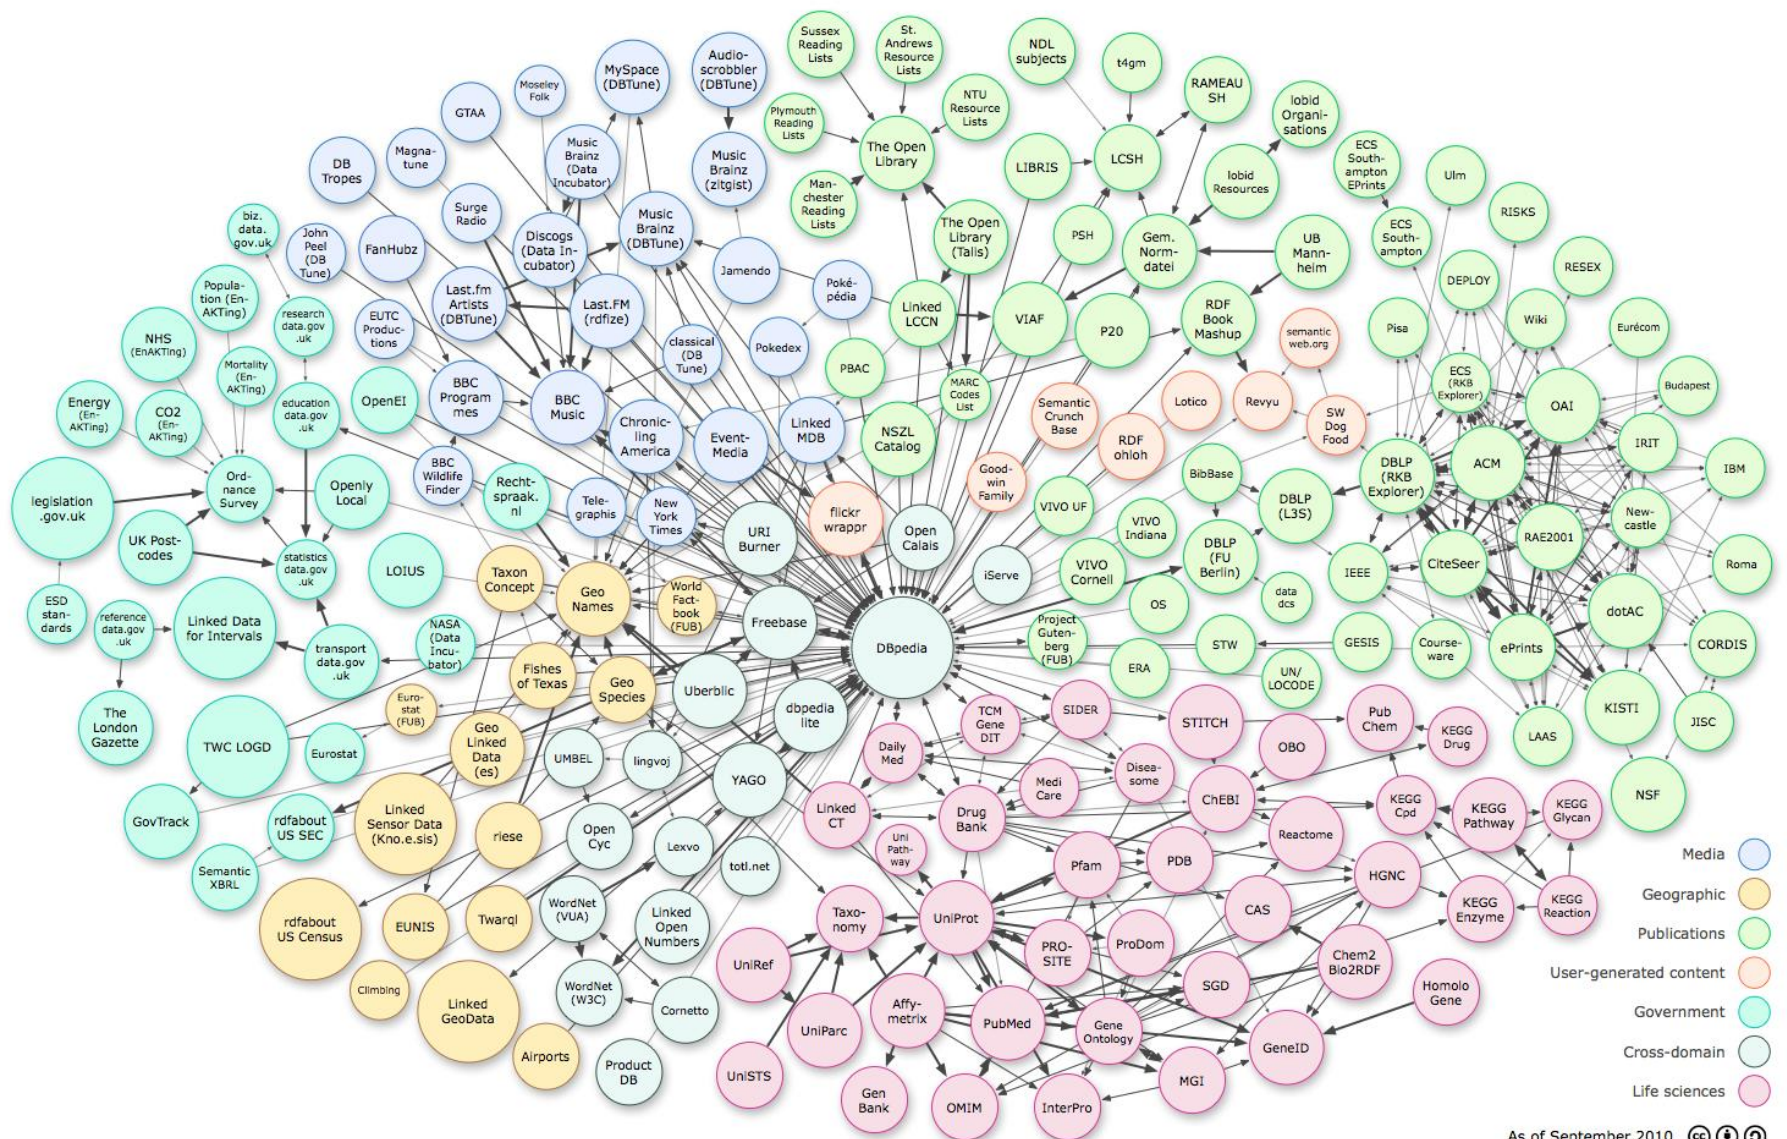 Sussex
Reading
Lists
St.
Andrews
Resource
Lists
NDL
subjects
t4gm
Audio-
scrobbler
(DBTune)
MySpace
(DBTune)
Moseley
Folk
GTAA
RAMEAU
SH
lobid
Organi-
sations
NTU
Resource
Lists
Plymouth
Reading
Lists
The Open
Library
LCSH
LIBRIS
lobid
Resources
ECS
South-
ampton
EPrints
Ulm
Music
Brainz
(Data
Incubator)
Music
Brainz
(zitgist)
Magna-
tune
DB
Tropes
RISKS
Man-
chester
Reading
Lists
Surge
Radio
Discogs
(Data In-
cubator)
Music
Brainz
(DBTune)
The Open
Library
(Talis)
PSH
Gem.
Norm-
datei
UB
Mann-
heim
ECS
South-
ampton
biz.
data.
gov.uk
John
Peel
(DB
Tune)
FanHubz
Jamendo
RESEX
DEPLOY
Popula-
tion (En-
AKTing)
Last.fm
Artists
(DBTune)
Last.FM
(rdfize)
Poké-
pédia
Linked
LCCN
VIAF
P20
RDF
Book
Mashup
semantic
web.org
Pisa
Wiki
Eurécom
research
data.gov
.uk
EUTC
Produc-
tions
NHS
(EnAKTing)
classical
(DB
Tune)
Pokedex
PBAC
Mortality
(En-
AKTing)
BBC
Program
mes
BBC
Music
MARC
Codes
List
Semantic
Crunch
Base
Lotico
Revyu
SW
Dog
Food
ECS
(RKB
Explorer)
OAI
Budapest
OpenEI
education
data.gov
.uk
CO2
(En-
AKTing)
Energy
(En-
AKTing)
Chronic-
ling
America
Event-
Media
Linked
MDB
NSZL
Catalog
RDF
ohloh
IRIT
ACM
DBLP
(RKB
Explorer)
IBM
BBC
Wildlife
Finder
Good-
win
Family
BibBase
DBLP
(L3S)
legislation
.gov.uk
Ord-
nance
Survey
Openly
Local
Recht-
spraak.
nl
Tele-
graphis
New
York
Times
flickr
wrappr
VIVO UF
VIVO
Indiana
New-
castle
UK Post-
codes
statistics
data.gov
.uk
URI
Burner
Open
Calais
RAE2001
DBLP
(FU
Berlin)
IEEE
CiteSeer
Roma
LOIUS
Taxon
Concept
Geo
Names
World
Fact-
book
(FUB)
iServe
VIVO
Cornell
OS
data
dcs
ESD
stan-
dards
reference
data.gov
.uk
Linked Data
for Intervals
transport
data.gov
.uk
NASA
(Data
Incu-
bator)
Freebase
DBpedia
Project
Guten-
berg
(FUB)
ERA
STW
GESIS
UN/
LOCODE
Course-
ware
ePrints
dotAC
CORDIS
Fishes
of Texas
Geo
Species
Uberblic
dbpedia
lite
The
London
Gazette
TWC LOGD
Eurostat
Euro-
stat
(FUB)
Geo
Linked
Data
(es)
UMBEL
lingvoj
YAGO
Daily
Med
TCM
Gene
DIT
SIDER
STITCH
Pub
Chem
KEGG
Drug
LAAS
KISTI
JISC
OBO
Disea-
some
Medi
Care
NSF
GovTrack
rdfabout
US SEC
Linked
Sensor Data
(Kno.e.sis)
riese
Open
Cyc
Lexvo
totl.net
Linked
CT
Drug
Bank
ChEBI
KEGG
Cpd
KEGG
Pathway
KEGG
Glycan
Uni
Path-
way
Pfam
PDB
Reactome
HGNC
Semantic
XBRL
rdfabout
US Census
EUNIS
Twarql
WordNet
(VUA)
Linked
Open
Numbers
Taxo-
nomy
UniProt
PRO-
SITE
ProDom
CAS
KEGG
Enzyme
KEGG
Reaction
Climbing
Linked
GeoData
WordNet
(W3C)
Cornetto
UniRef
UniParc
Affy-
metrix
PubMed
Gene
Ontology
SGD
Chem2
Bio2RDF
Homolo
Gene
GeneID
Airports
Product
DB
UniSTS
Gen
Bank
OMIM
InterPro
MGI
Media
Geographic
Publications
User-generated content
Government
Cross-domain
Life sciences
As of September 2010